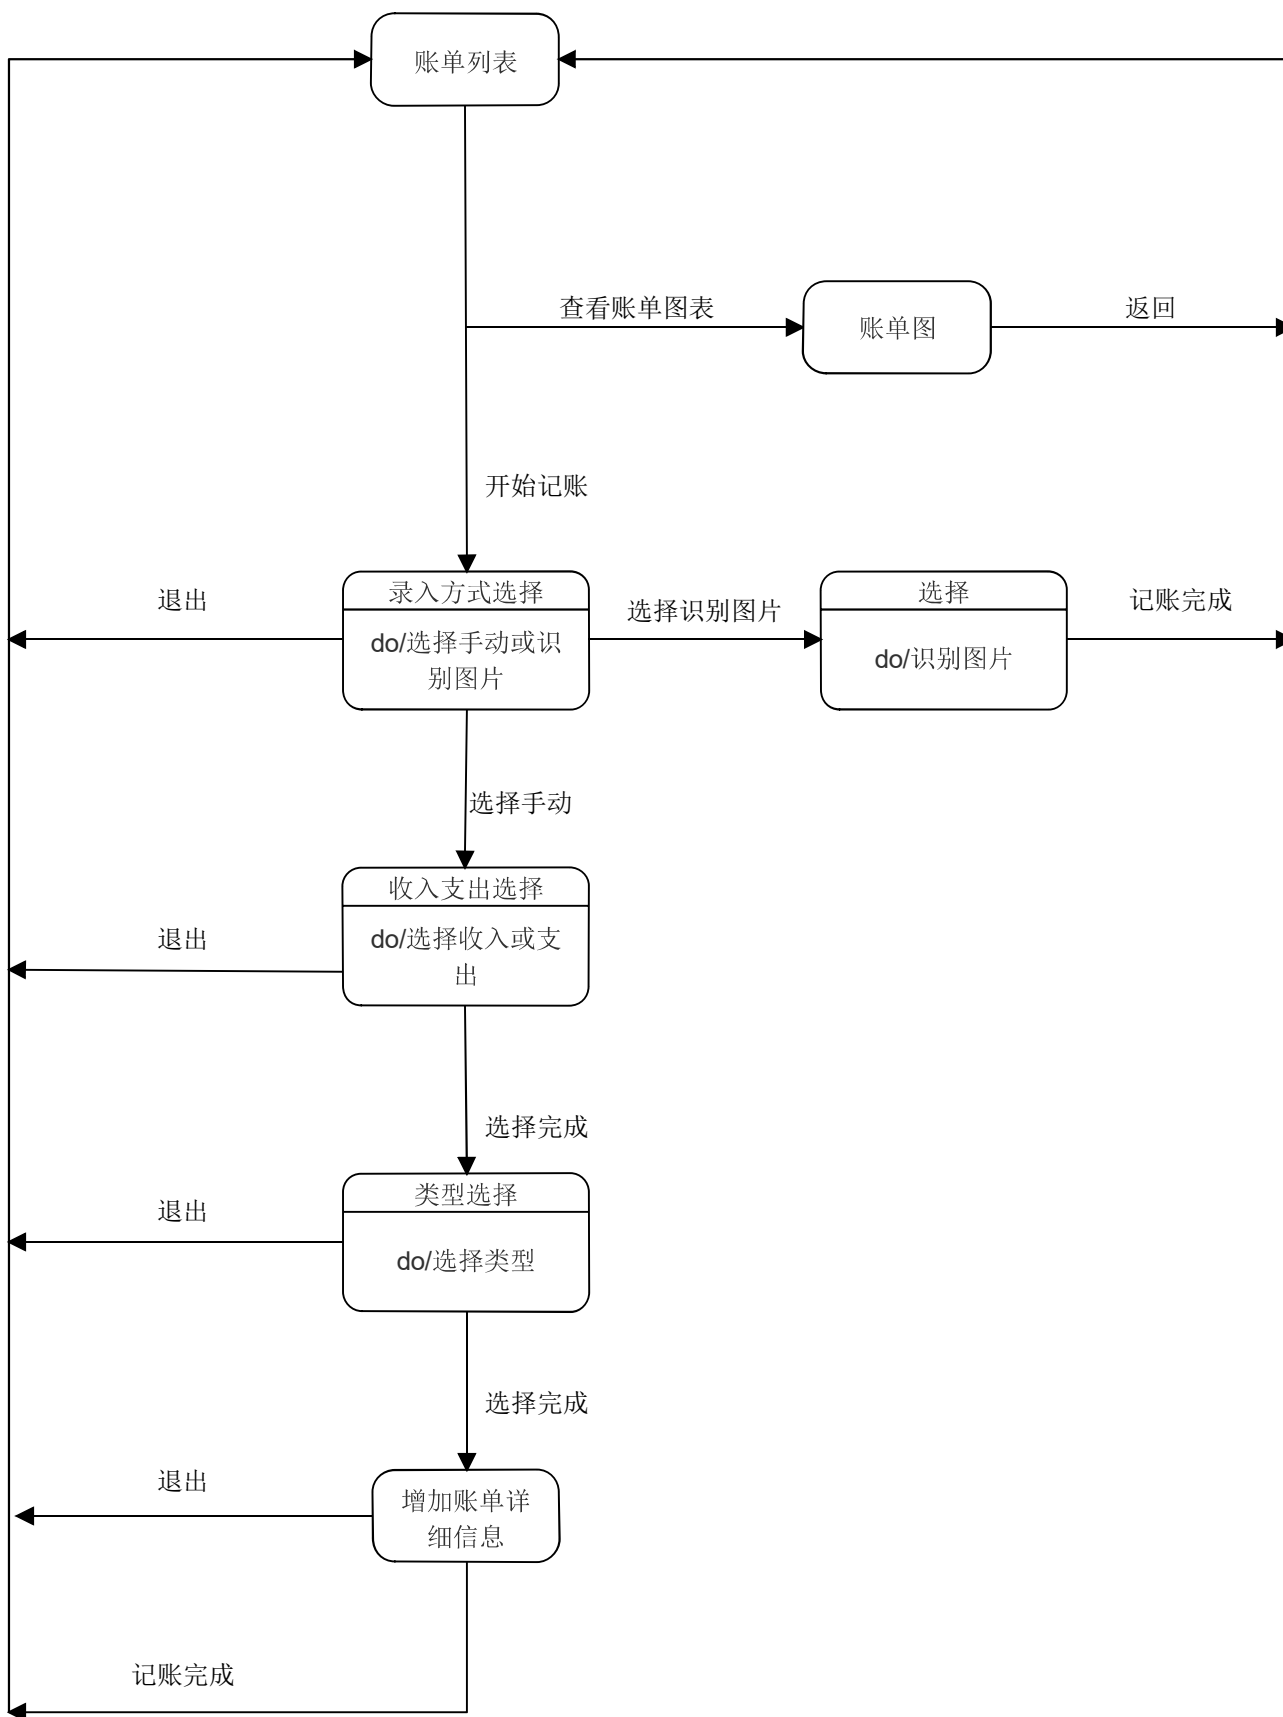 账单列表
查看账单图表
账单图
返回
开始记账
退出
录入方式选择
do/选择手动或识
别图片
选择识别图片
选择
do/识别图片
记账完成
选择手动
退出
收入支出选择
do/选择收入或支
出
选择完成
退出
类型选择
do/选择类型
选择完成
退出
增加账单详
细信息
记账完成